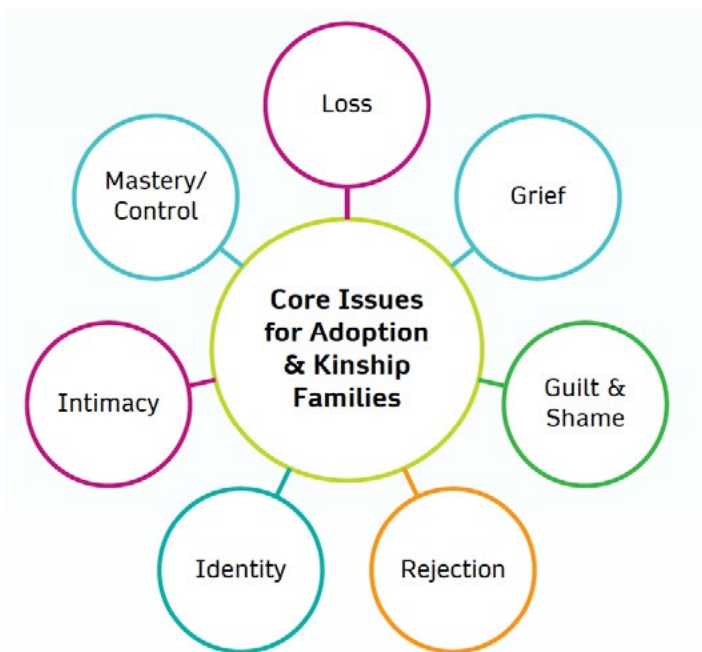 Loss
Grief
Guilt &
Shame
Rejection
Identity
Intimacy
Mastery/
Control
Core Issues
for Adoption
& Kinship
Families